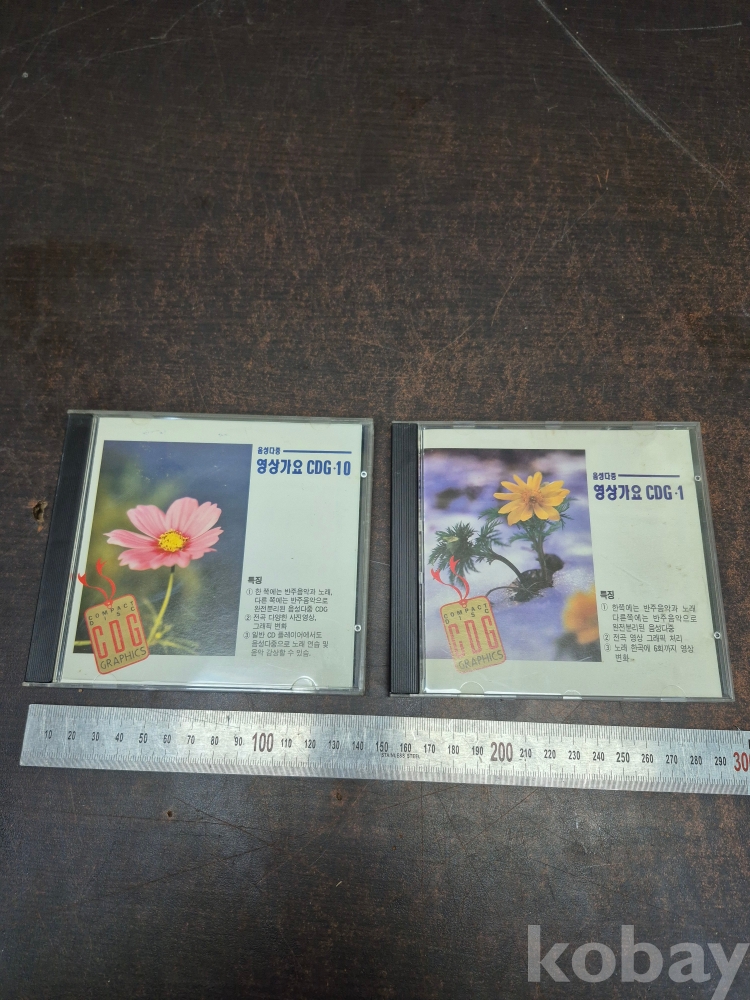 음성다중
영상가요 CDG·10
특징
① 한 쪽에는 반주음악과 노래,
다른 쪽에는 반주음악으로
완전분리된 음성다중 CDG
② 전곡 다양한 사진영상,
그래픽 변화
③ 일반 CD 플레이어에서도
음성다중으로 노래 연습 및
음악 감상할 수 있음.
COMPACT
DISC
CDG
GRAPHICS
음성다중
영상가요 CDG·1
특징
① 한쪽에는 반주음악과 노래
다른쪽에는 반주음악으로
완전분리된 음성다중
② 전곡 영상 그래픽 처리
③ 노래 한곡에 6회까지 영상
변화
COMPACT
DISC
CDG
GRAPHICS
10 20 30 40 50 60 70 80 90 100 110 120 130 140 150 160 170 180 190 200 210 220 230 240 250 260 270 280 290 300
STAINLESS STEEL
kobay